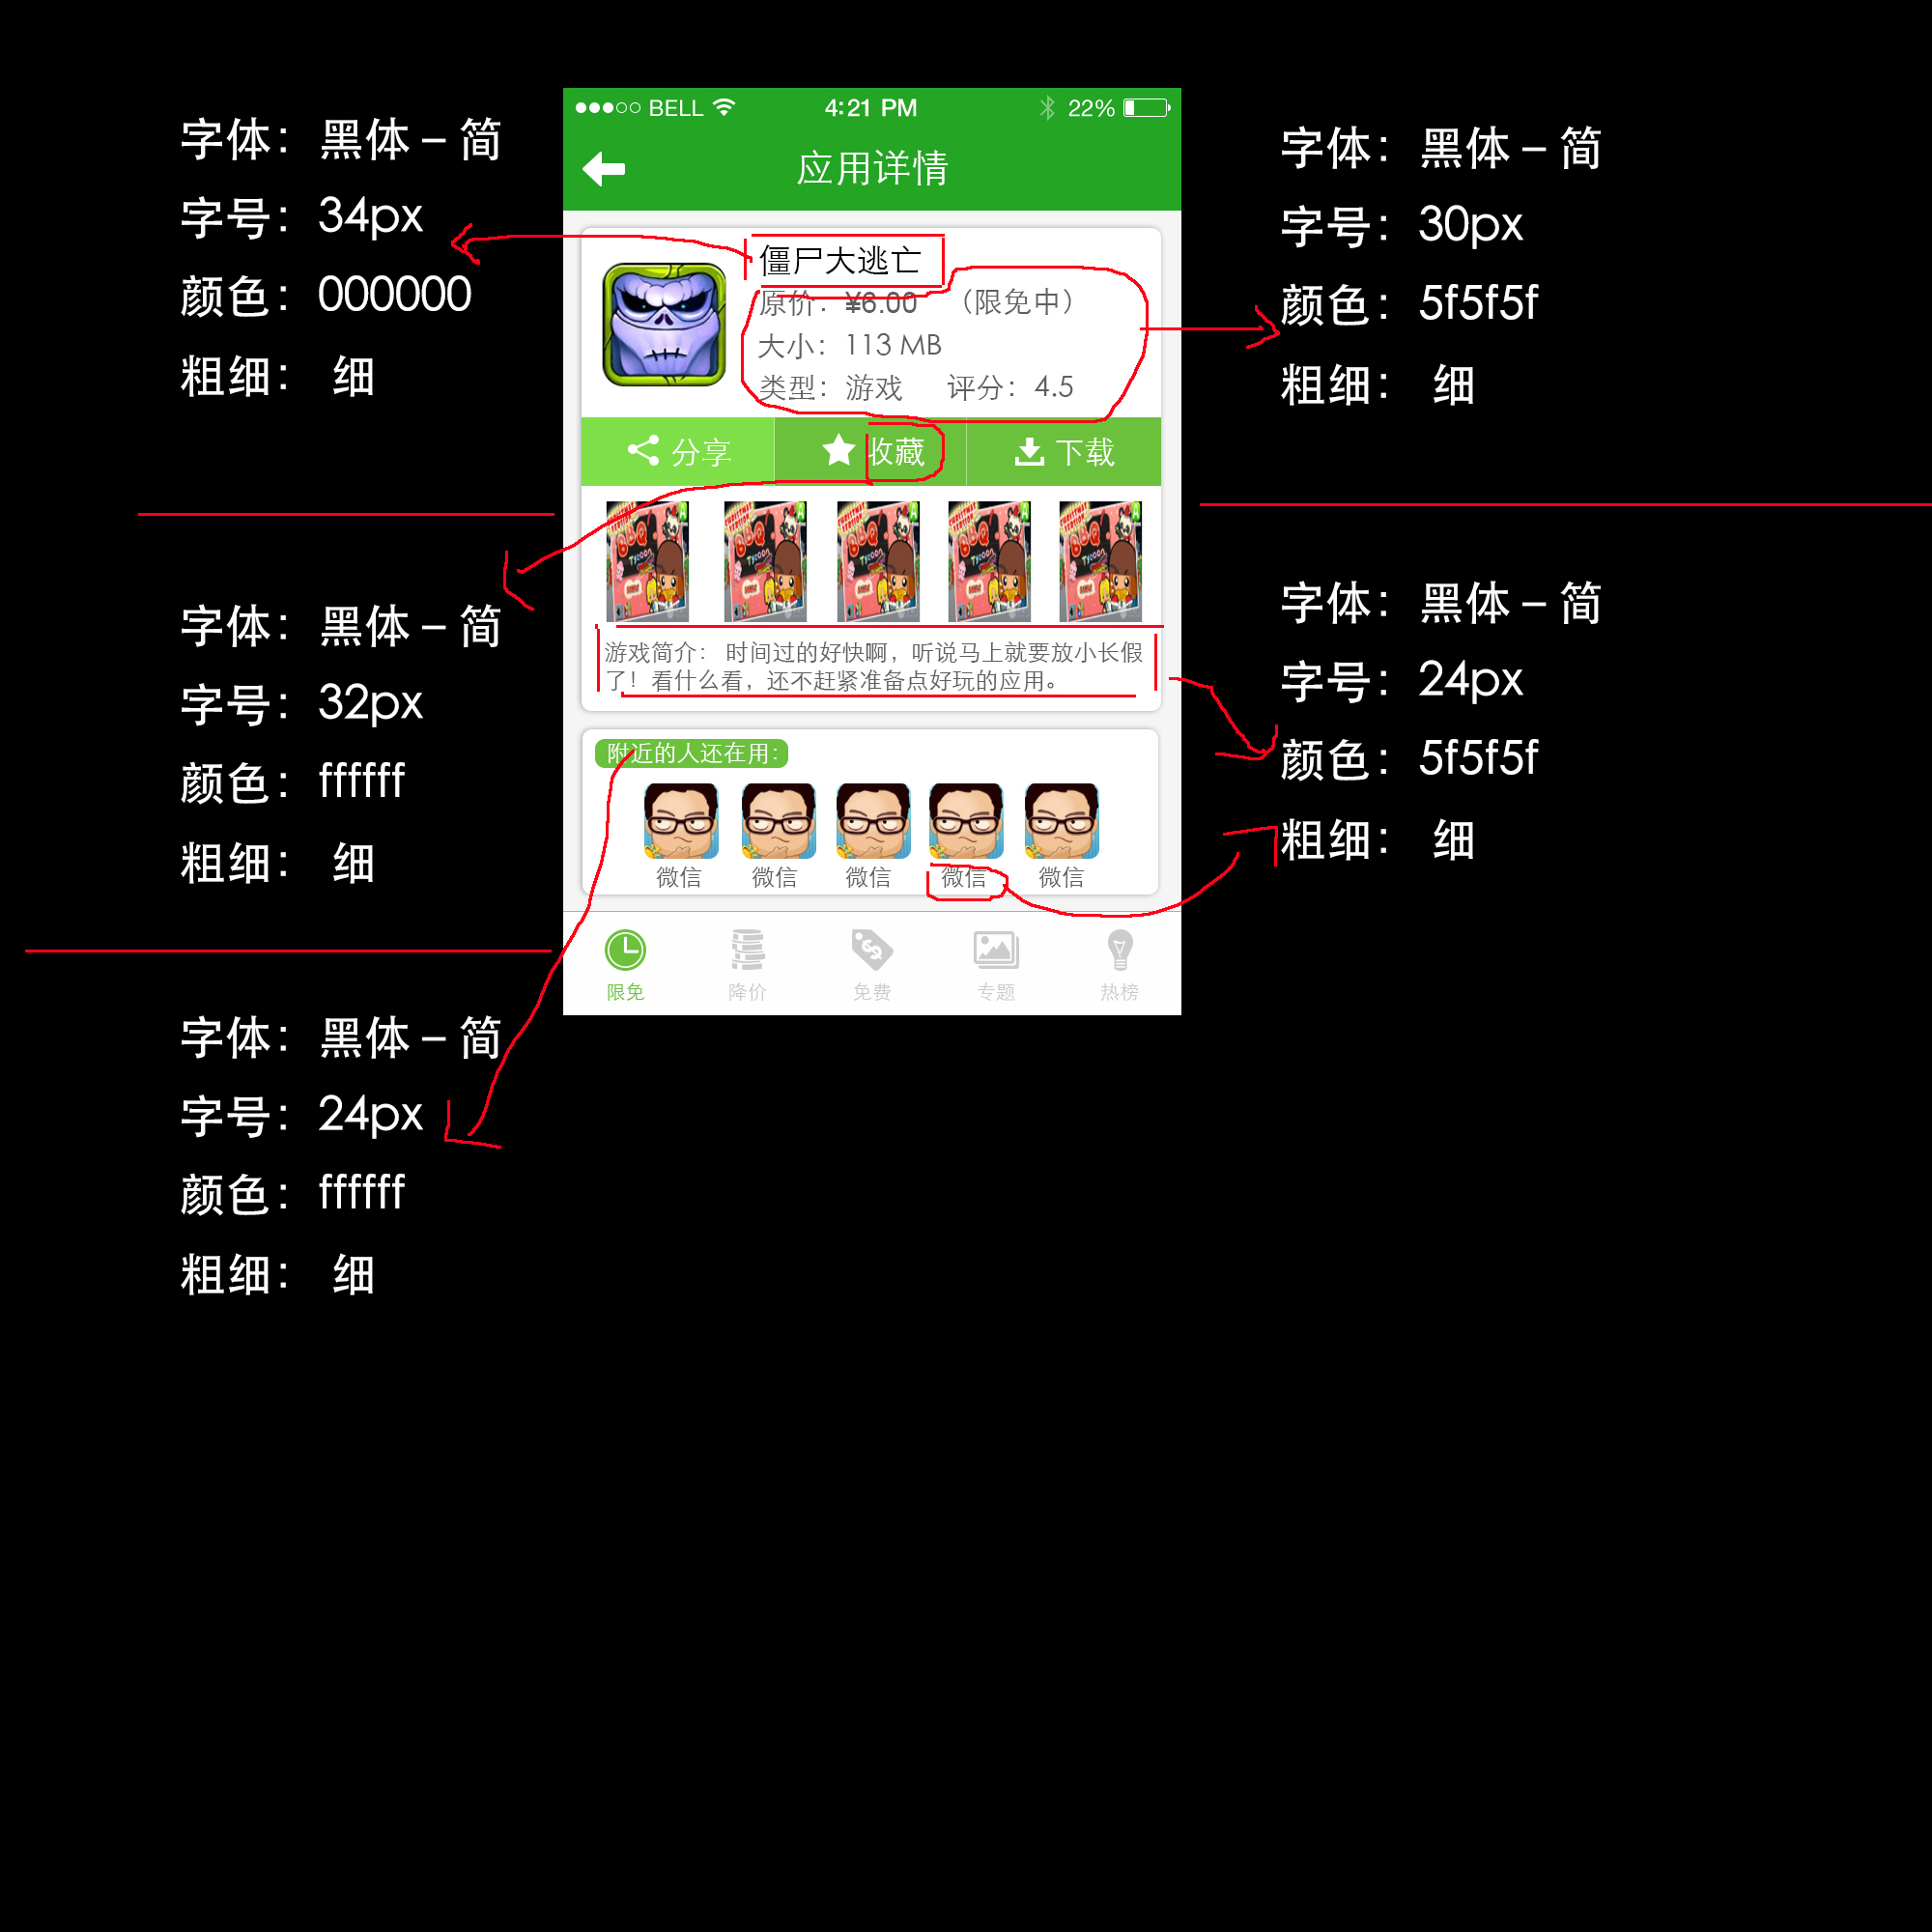 字体：黑体 – 简
字号：34px
颜色：000000
粗细： 细
字体：黑体 – 简
字号：32px
颜色：ffffff
粗细： 细
字体：黑体 – 简
字号：24px
颜色：ffffff
粗细： 细
BELL 4:21 PM 22%
应用详情
僵尸大逃亡
原价：¥6.00 （限免中）
大小：113 MB
类型：游戏 评分：4.5
分享 收藏 下载
游戏简介： 时间过的好快啊，听说马上就要放小长假
了！看什么看，还不赶紧准备点好玩的应用。
附近的人还在用:
微信 微信 微信 微信 微信
限免 降价 免费 专题 热榜
字体：黑体 – 简
字号：30px
颜色：5f5f5f
粗细： 细
字体：黑体 – 简
字号：24px
颜色：5f5f5f
粗细： 细